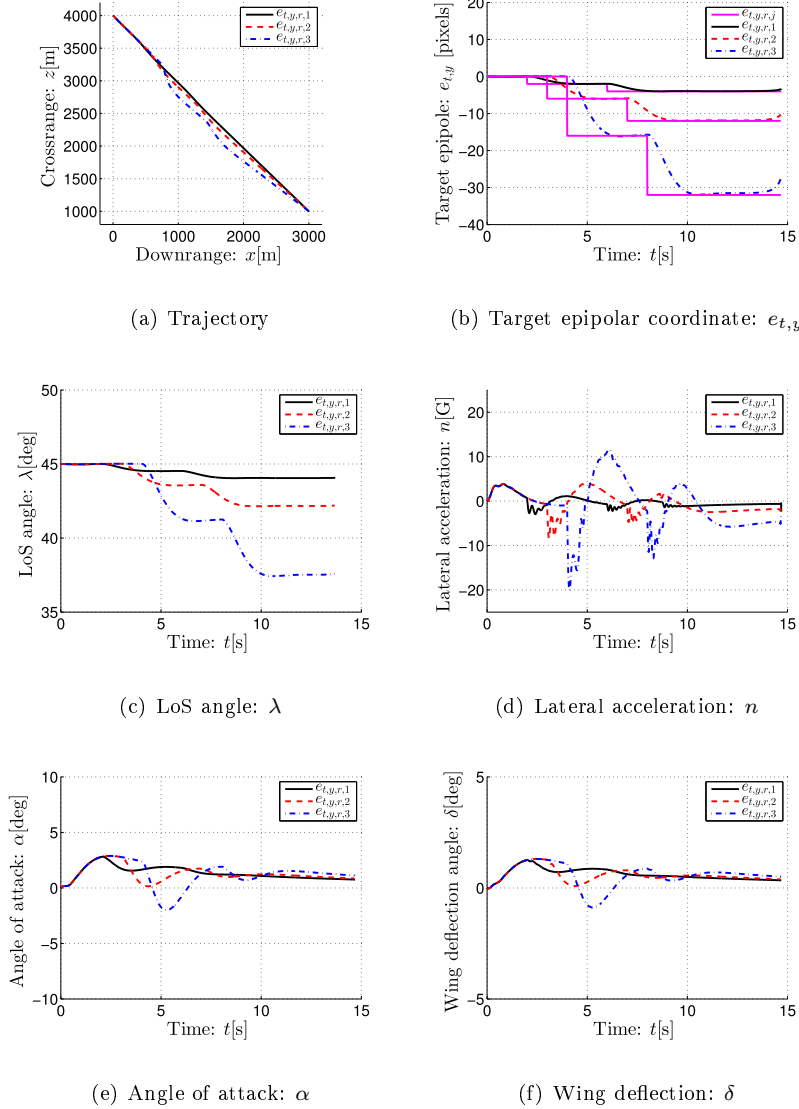 4000
3500
3000
2500
2000
1500
1000
0
1000
2000
3000
Crossrange: z[m]
Downrange: x[m]
e_{t,y,r,1}
e_{t,y,r,2}
e_{t,y,r,3}
(a) Trajectory
20
10
0
−10
−20
−30
−40
0
5
10
15
Target epipole: e_{t,y} [pixels]
Time: t[s]
e_{t,y,r,j}
e_{t,y,r,1}
e_{t,y,r,2}
e_{t,y,r,3}
(b) Target epipolar coordinate: e_{t,y}
50
45
40
35
0
5
10
15
LoS angle: λ[deg]
Time: t[s]
e_{t,y,r,1}
e_{t,y,r,2}
e_{t,y,r,3}
(c) LoS angle: λ
20
10
0
−10
−20
0
5
10
15
Lateral acceleration: n[G]
Time: t[s]
e_{t,y,r,1}
e_{t,y,r,2}
e_{t,y,r,3}
(d) Lateral acceleration: n
10
5
0
−5
−10
0
5
10
15
Angle of attack: α[deg]
Time: t[s]
e_{t,y,r,1}
e_{t,y,r,2}
e_{t,y,r,3}
(e) Angle of attack: α
5
0
−5
0
5
10
15
Wing deflection angle: δ[deg]
Time: t[s]
e_{t,y,r,1}
e_{t,y,r,2}
e_{t,y,r,3}
(f) Wing deflection: δ